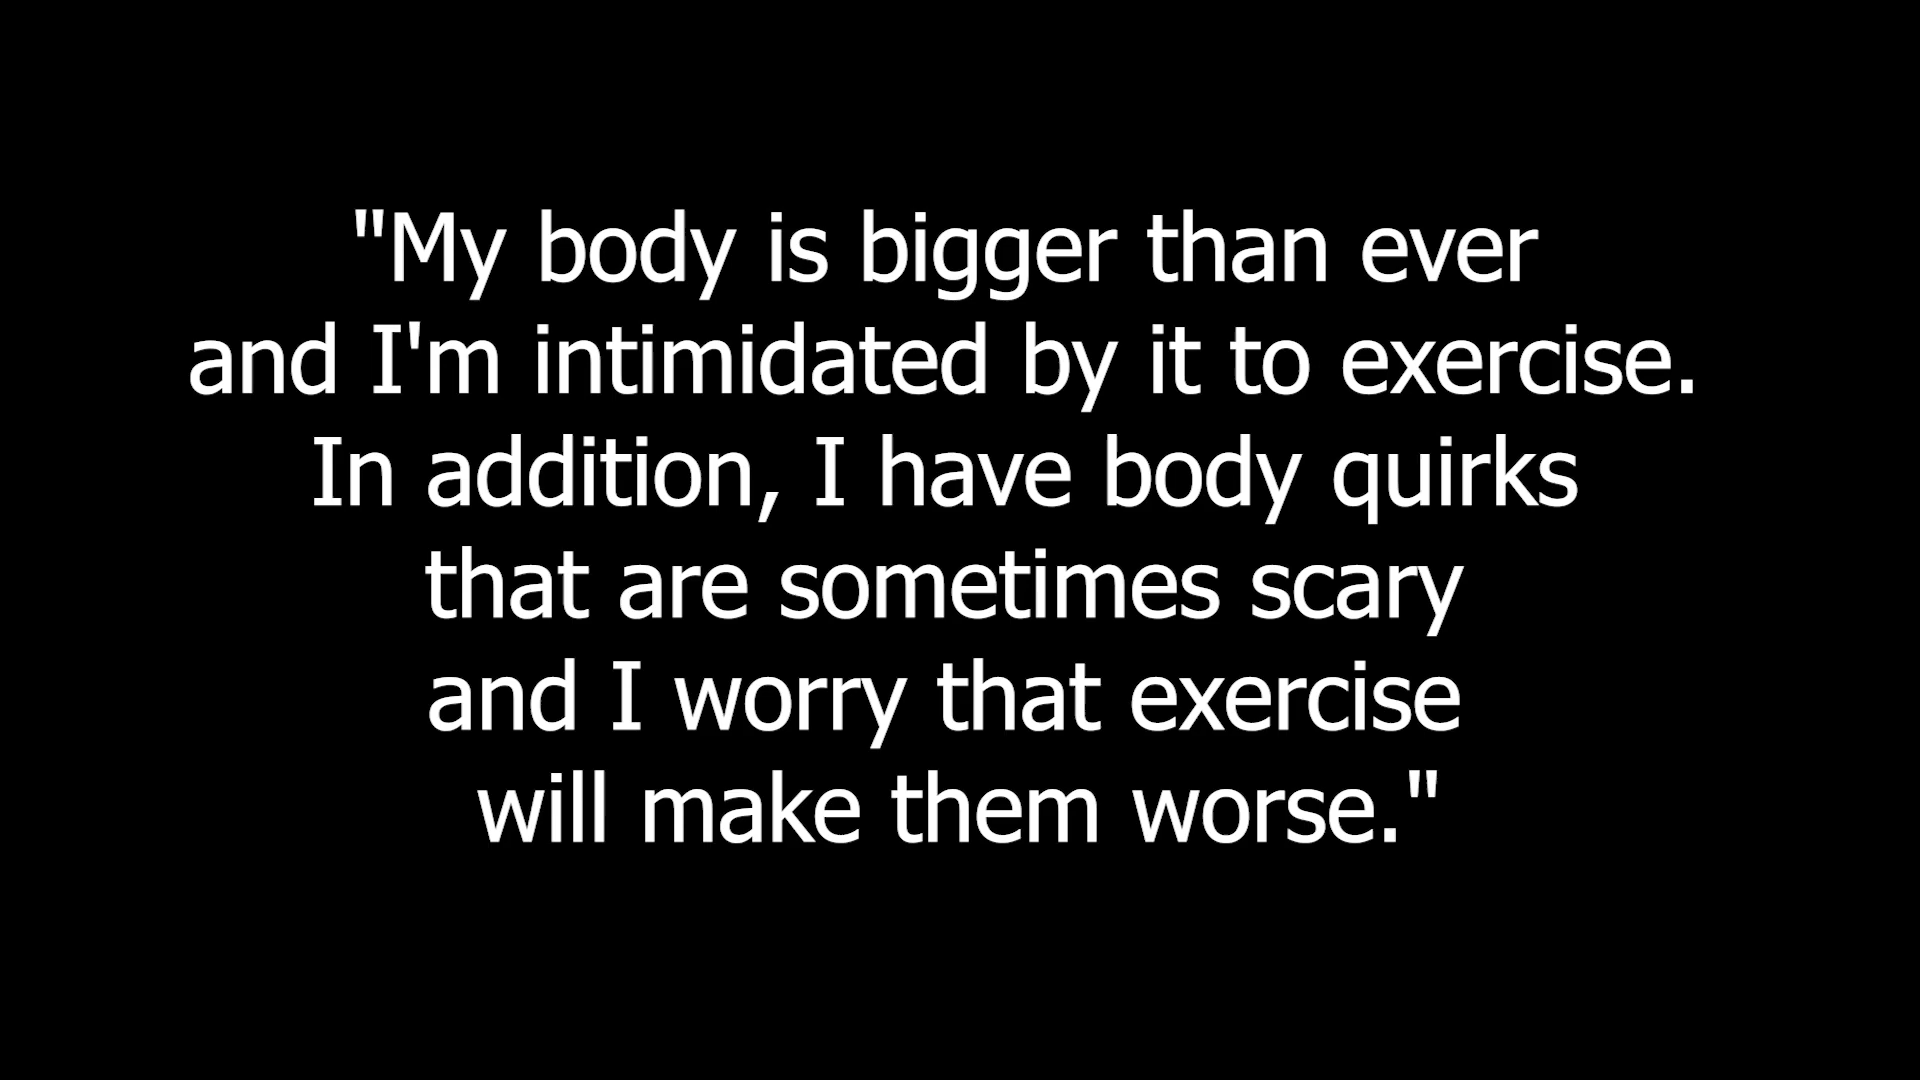 "My body is bigger than ever
and I'm intimidated by it to exercise.
In addition, I have body quirks
that are sometimes scary
and I worry that exercise
will make them worse."